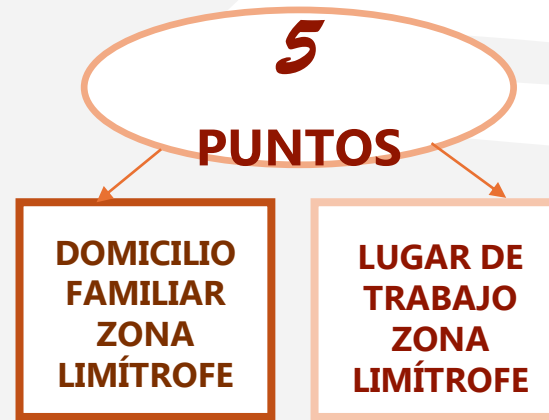 5
PUNTOS
DOMICILIO
FAMILIAR
ZONA
LIMÍTROFE
LUGAR DE
TRABAJO
ZONA
LIMÍTROFE